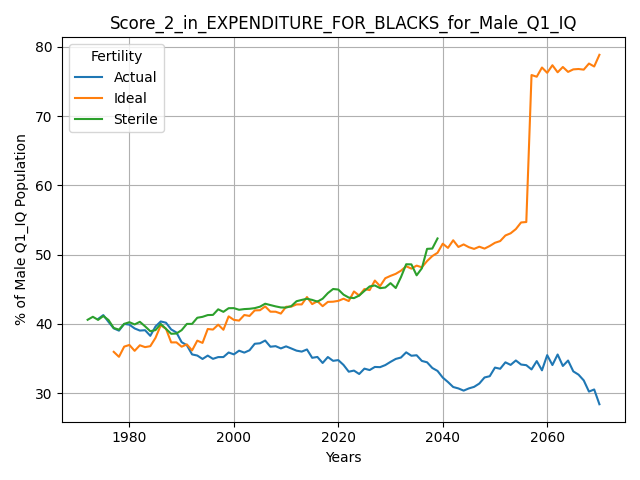 Score_2_in_EXPENDITURE_FOR_BLACKS_for_Male_Q1_IQ
Fertility
Actual
Ideal
Sterile
% of Male Q1_IQ Population
80
70
60
50
40
30
1980
2000
2020
2040
2060
Years